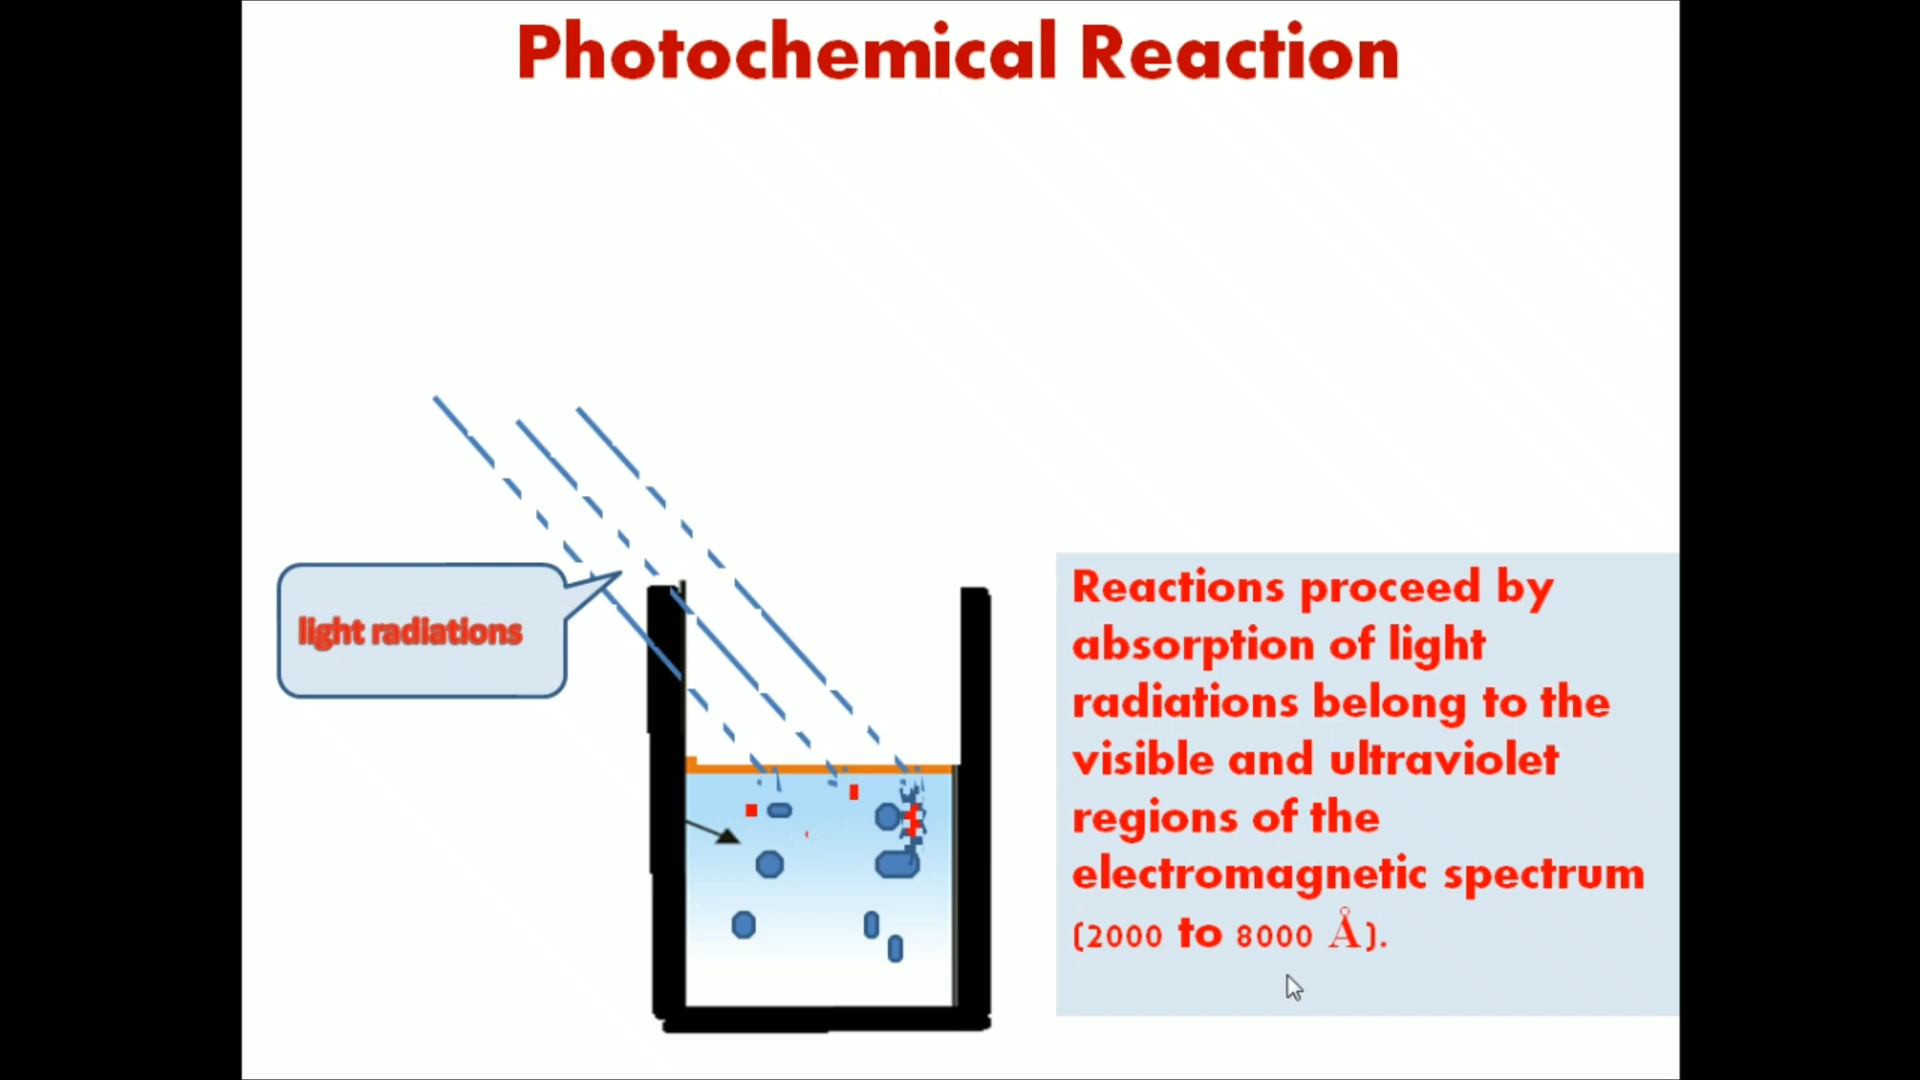 Photochemical Reaction
light radiations
Reactions proceed by
absorption of light
radiations belong to the
visible and ultraviolet
regions of the
electromagnetic spectrum
(2000 to 8000 Å).